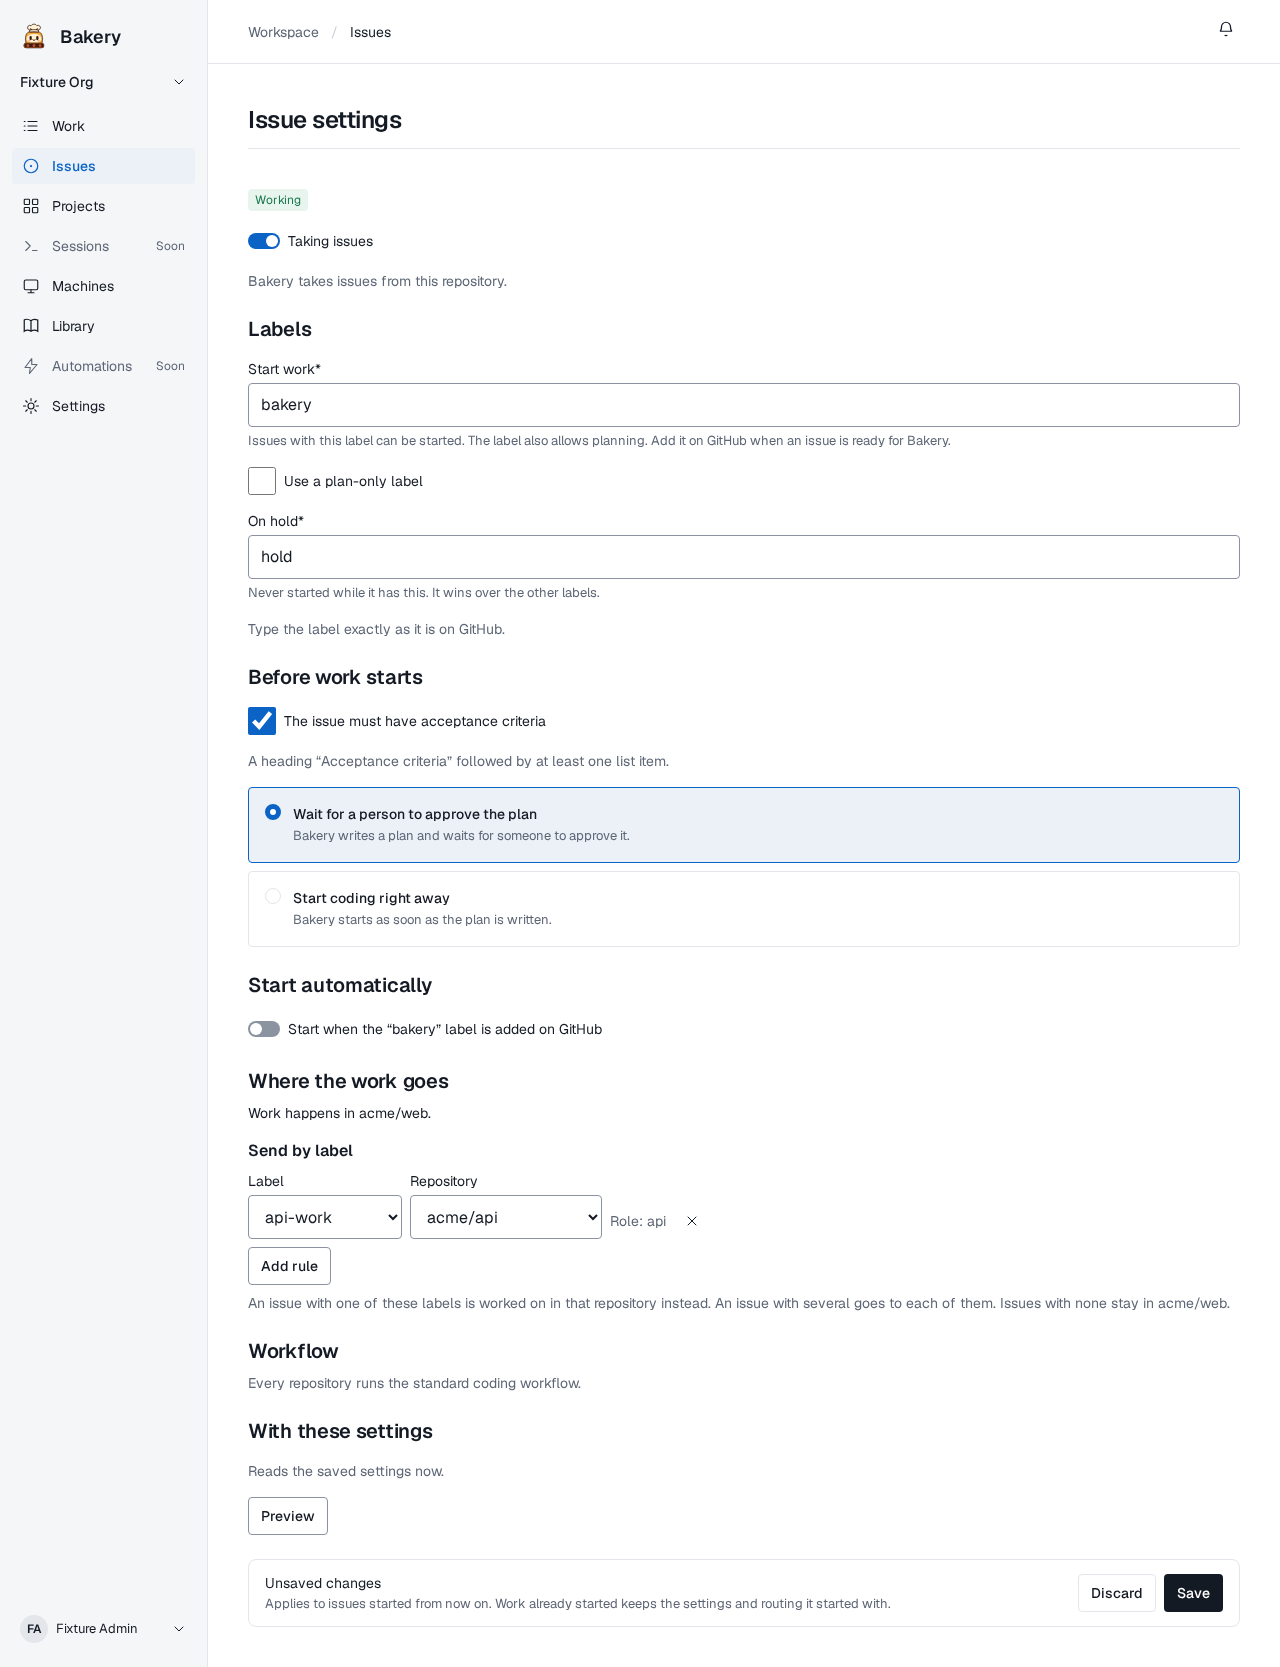 Bakery
Fixture Org
Work
Issues
Projects
Sessions Soon
Machines
Library
Automations Soon
Settings
FA Fixture Admin
Workspace / Issues
Issue settings
Working
Taking issues
Bakery takes issues from this repository.
Labels
Start work*
bakery
Issues with this label can be started. The label also allows planning. Add it on GitHub when an issue is ready for Bakery.
Use a plan-only label
On hold*
hold
Never started while it has this. It wins over the other labels.
Type the label exactly as it is on GitHub.
Before work starts
The issue must have acceptance criteria
A heading “Acceptance criteria” followed by at least one list item.
Wait for a person to approve the plan
Bakery writes a plan and waits for someone to approve it.
Start coding right away
Bakery starts as soon as the plan is written.
Start automatically
Start when the “bakery” label is added on GitHub
Where the work goes
Work happens in acme/web.
Send by label
Label Repository
api-work acme/api Role: api
Add rule
An issue with one of these labels is worked on in that repository instead. An issue with several goes to each of them. Issues with none stay in acme/web.
Workflow
Every repository runs the standard coding workflow.
With these settings
Reads the saved settings now.
Preview
Unsaved changes
Applies to issues started from now on. Work already started keeps the settings and routing it started with.
Discard Save